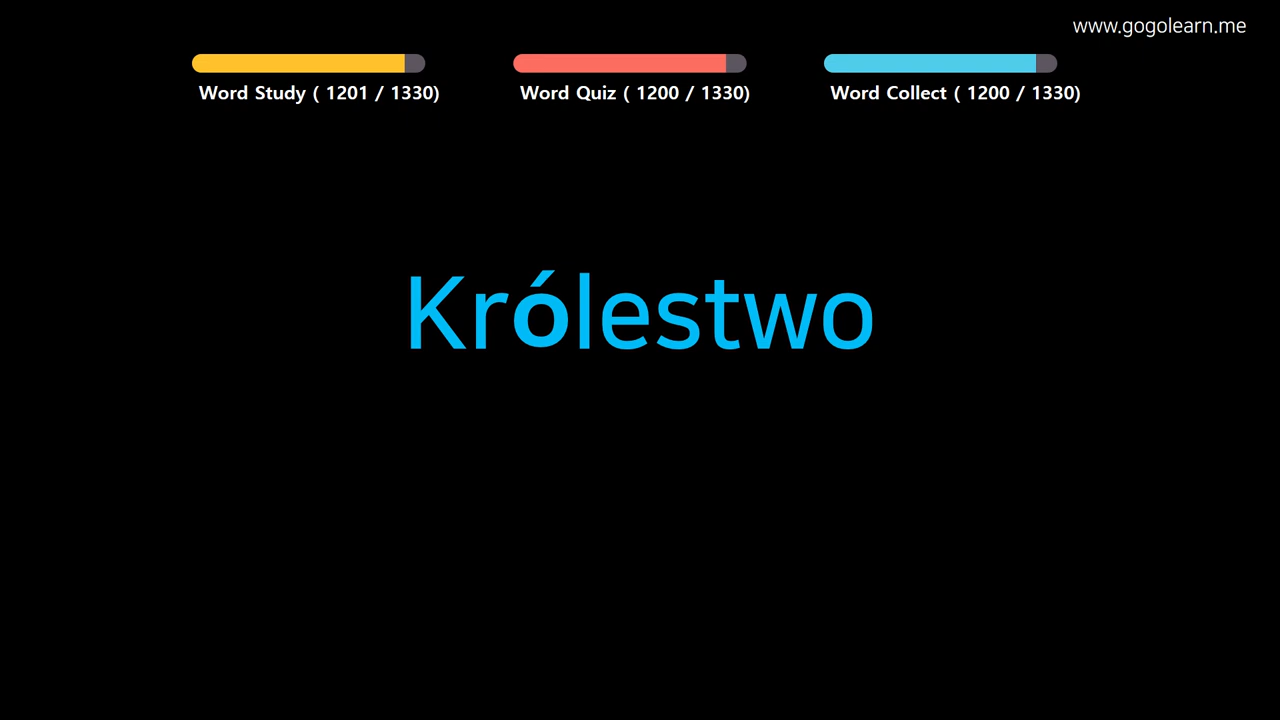 www.gogolearn.me
Word Study ( 1201 / 1330)
Word Quiz ( 1200 / 1330)
Word Collect ( 1200 / 1330)
Królestwo